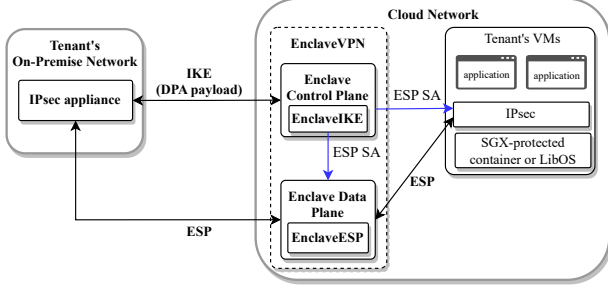 Cloud Network
Tenant's
On-Premise Network
IPsec appliance
IKE
(DPA payload)
EnclaveVPN
Enclave
Control Plane
EnclaveIKE
ESP SA
ESP SA
Enclave Data
Plane
EnclaveESP
ESP
ESP
Tenant's VMs
application
application
IPsec
SGX-protected
container or LibOS